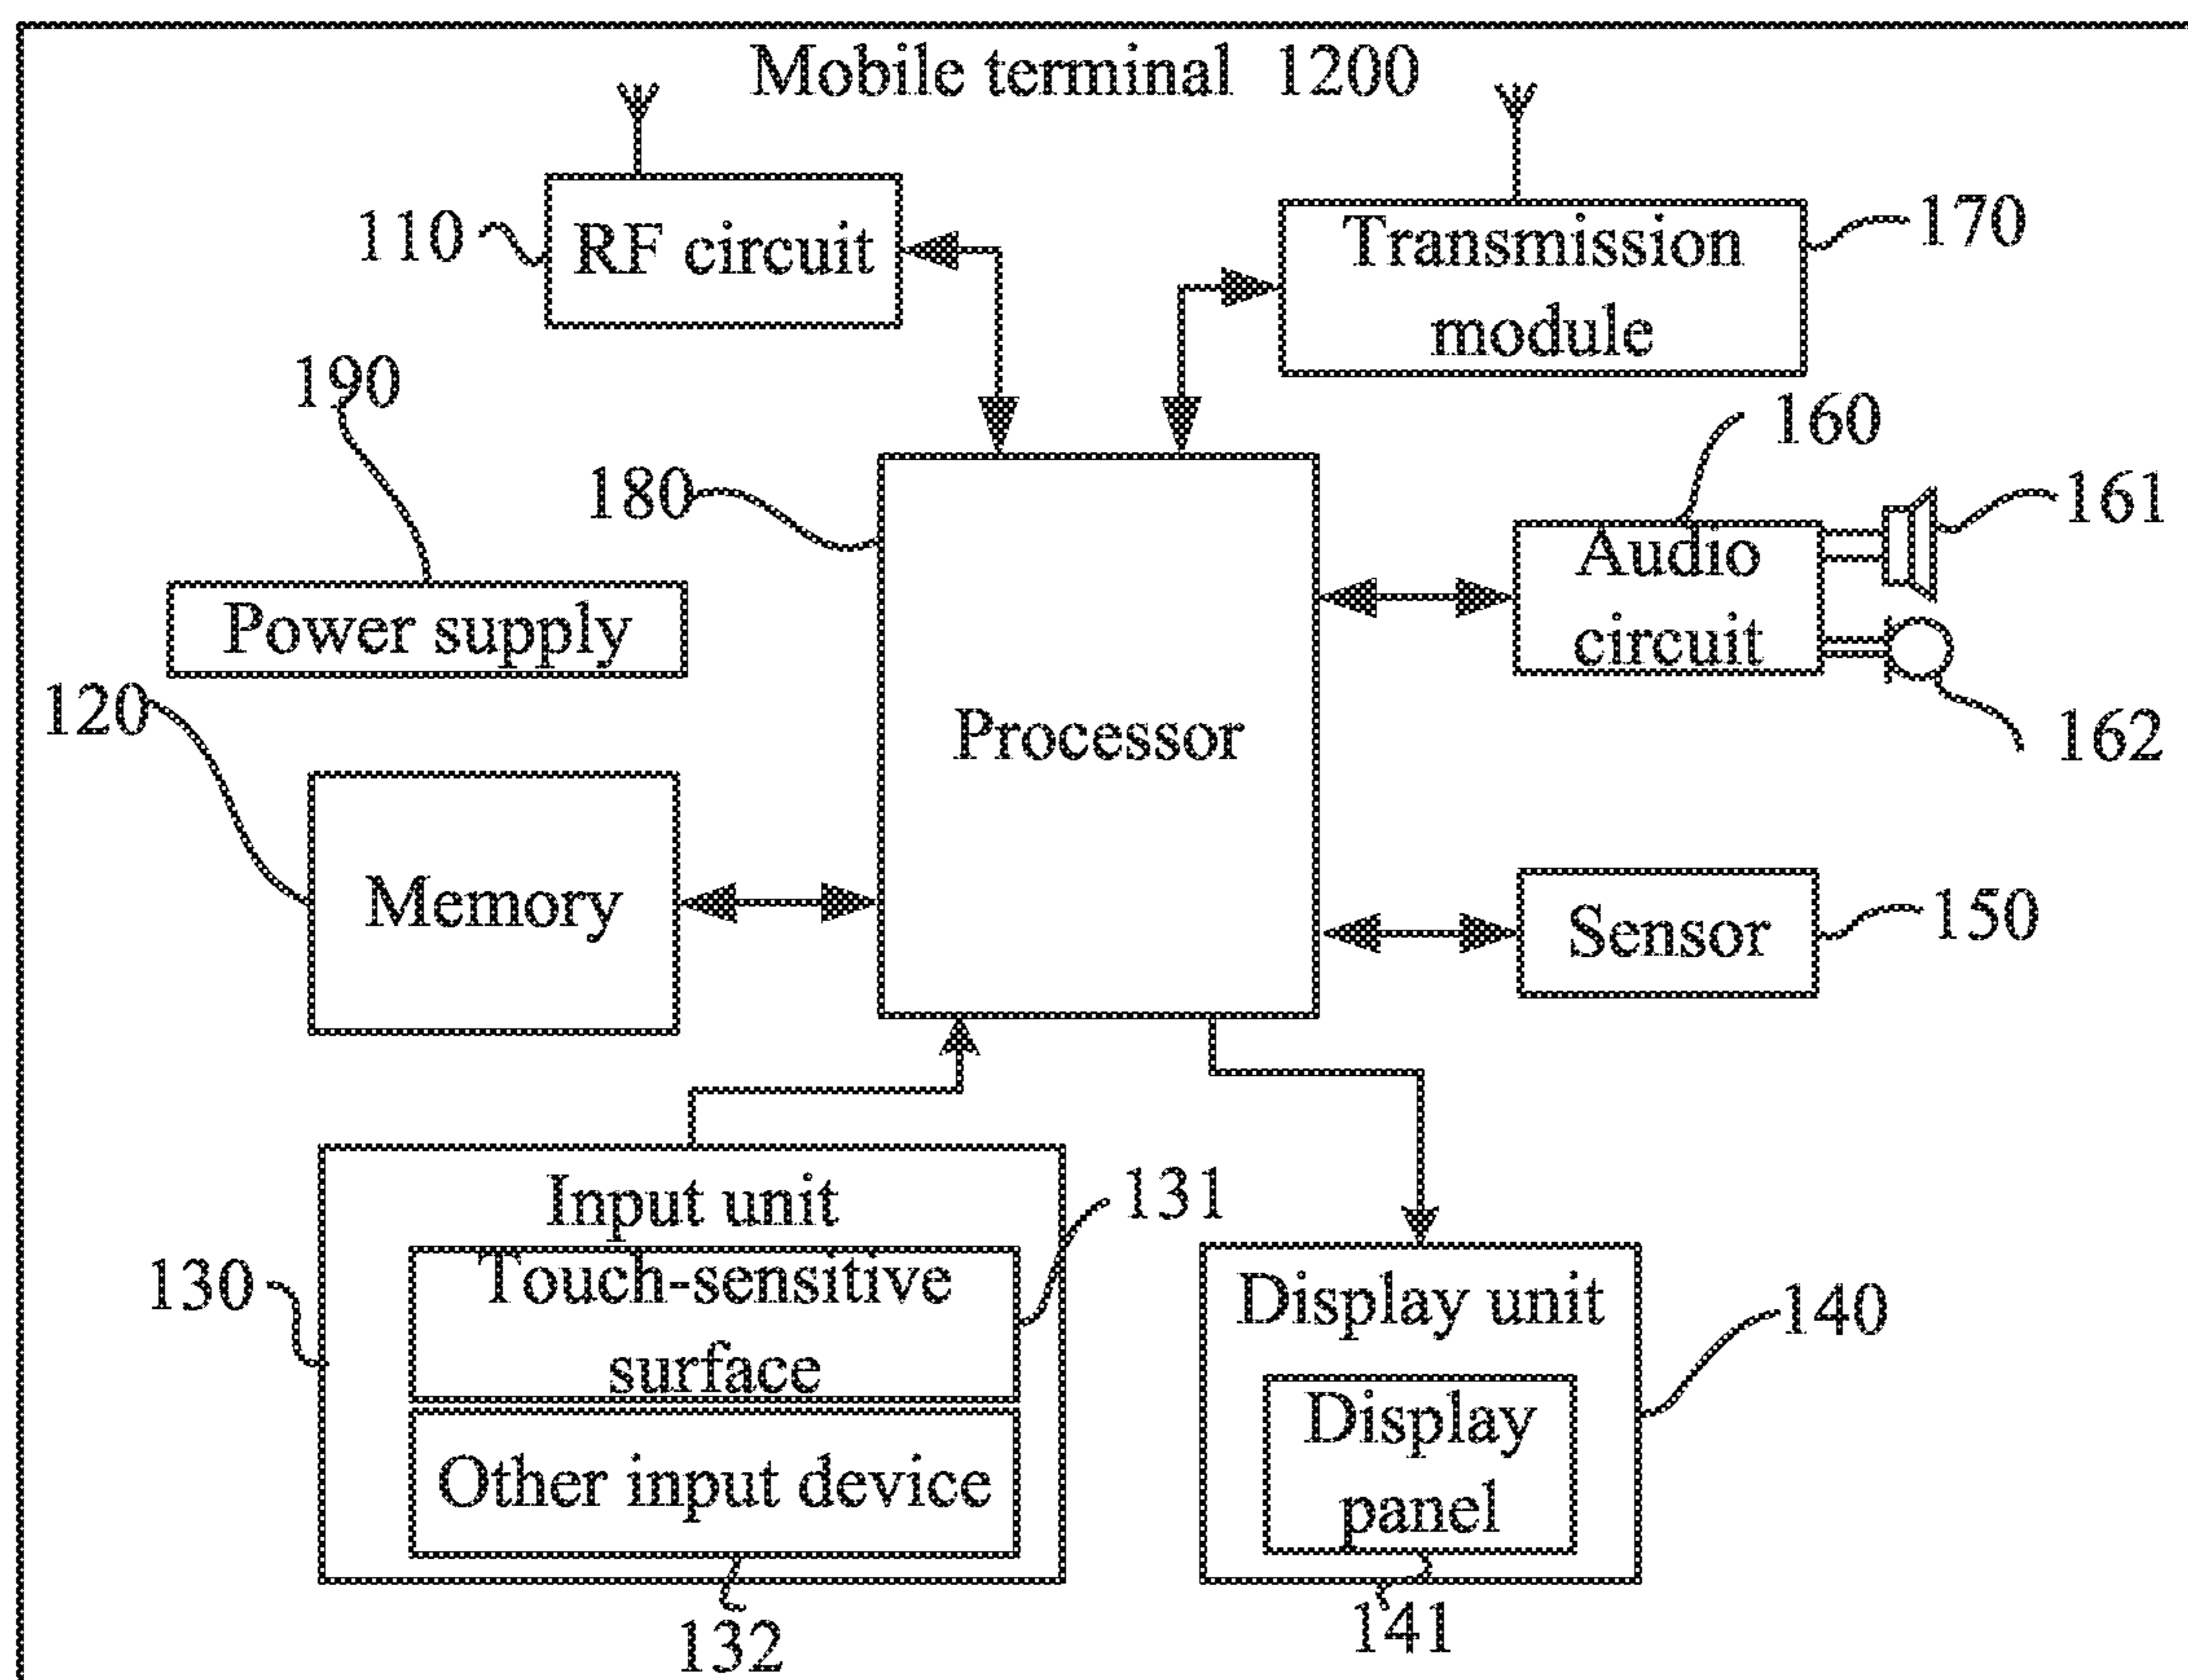 Mobile terminal 1200
110
RF circuit
Transmission
module
170
190
180
160
Audio
circuit
161
162
Power supply
120
Processor
Memory
Sensor
150
Input unit
131
130
Touch-sensitive
surface
Other input device
132
Display unit
140
Display
panel
141